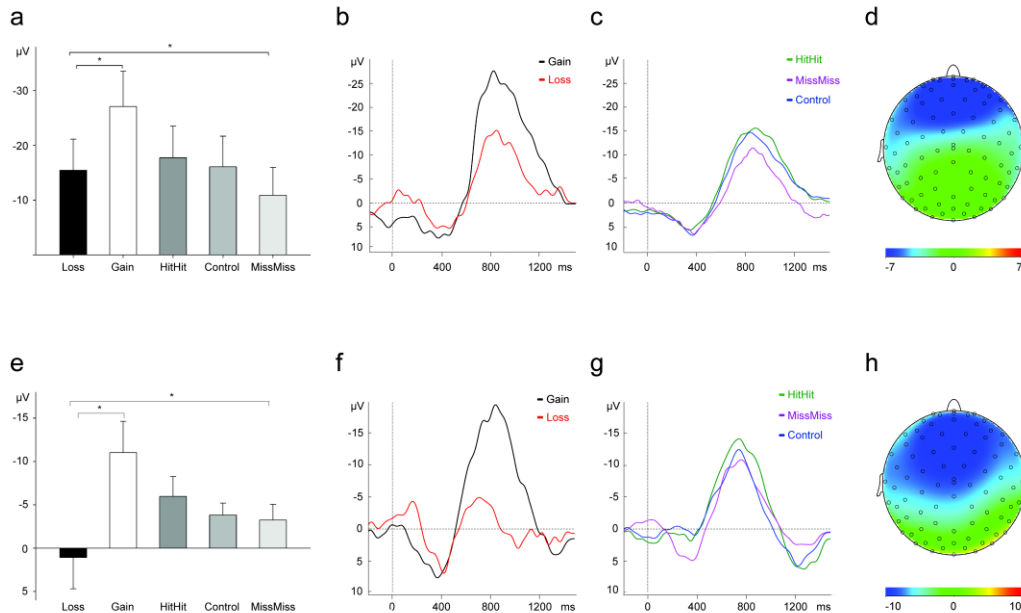 a
μV
-30
-20
-10
*
*
Loss Gain HitHit Control MissMiss
b
μV
-25
-20
-15
-10
-5
0
5
10
0 400 800 1200 ms
Gain
Loss
c
μV
-25
-20
-15
-10
-5
0
5
10
0 400 800 1200 ms
HitHit
MissMiss
Control
d
-7 0 7
e
μV
-15
-10
-5
0
5
*
*
Loss Gain HitHit Control MissMiss
f
μV
-15
-10
-5
0
5
10
0 400 800 1200 ms
Gain
Loss
g
μV
-15
-10
-5
0
5
10
0 400 800 1200 ms
HitHit
MissMiss
Control
h
-10 0 10